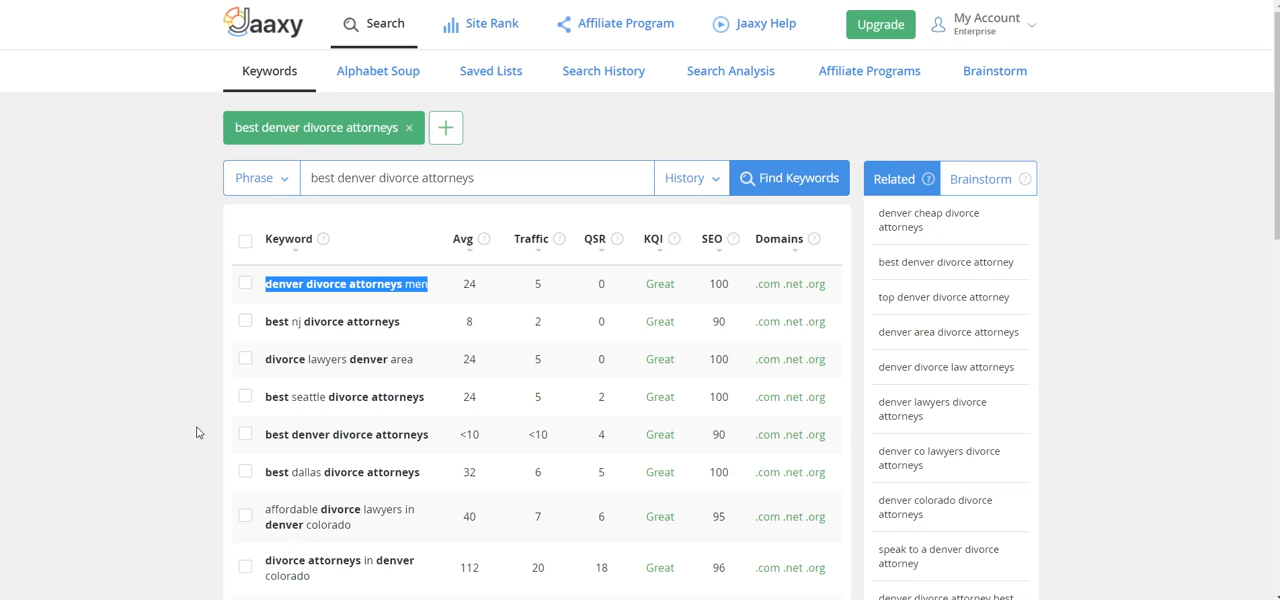 Jaaxy
Search
Site Rank
Affiliate Program
Jaaxy Help
Upgrade
My Account
Enterprise
Keywords
Alphabet Soup
Saved Lists
Search History
Search Analysis
Affiliate Programs
Brainstorm
best denver divorce attorneys ×
Phrase
best denver divorce attorneys
History
Find Keywords
Keyword ? Avg ? Traffic ? QSR ? KQI ? SEO ? Domains ?
denver divorce attorneys men 24 5 0 Great 100 .com .net .org
best nj divorce attorneys 8 2 0 Great 90 .com .net .org
divorce lawyers denver area 24 5 0 Great 100 .com .net .org
best seattle divorce attorneys 24 5 2 Great 100 .com .net .org
best denver divorce attorneys <10 <10 4 Great 90 .com .net .org
best dallas divorce attorneys 32 6 5 Great 100 .com .net .org
affordable divorce lawyers in
denver colorado 40 7 6 Great 95 .com .net .org
divorce attorneys in denver
colorado 112 20 18 Great 96 .com .net .org
Related ? Brainstorm ?
denver cheap divorce
attorneys
best denver divorce attorney
top denver divorce attorney
denver area divorce attorneys
denver divorce law attorneys
denver lawyers divorce
attorneys
denver co lawyers divorce
attorneys
denver colorado divorce
attorneys
speak to a denver divorce
attorney
denver divorce attorney best